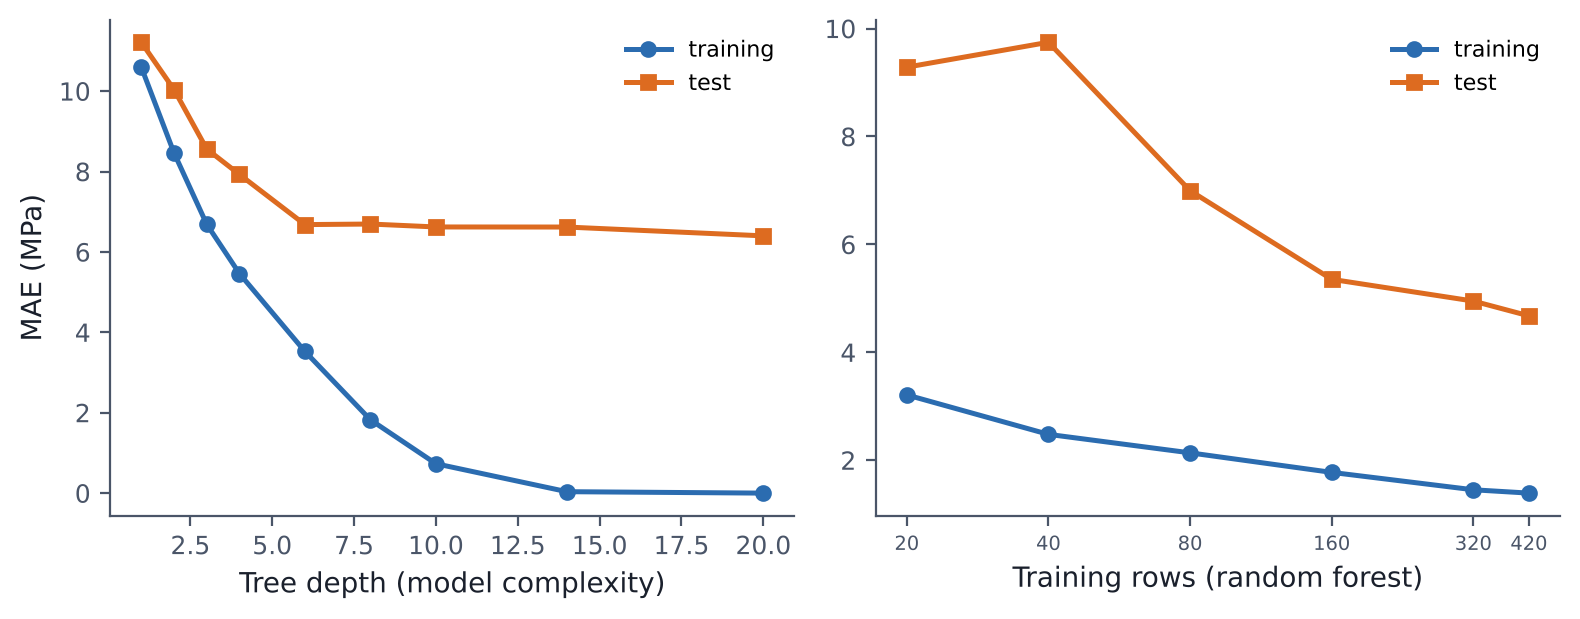 training
test
MAE (MPa)
10
8
6
4
2
0
2.5 5.0 7.5 10.0 12.5 15.0 17.5 20.0
Tree depth (model complexity)
training
test
10
8
6
4
2
20 40 80 160 320 420
Training rows (random forest)